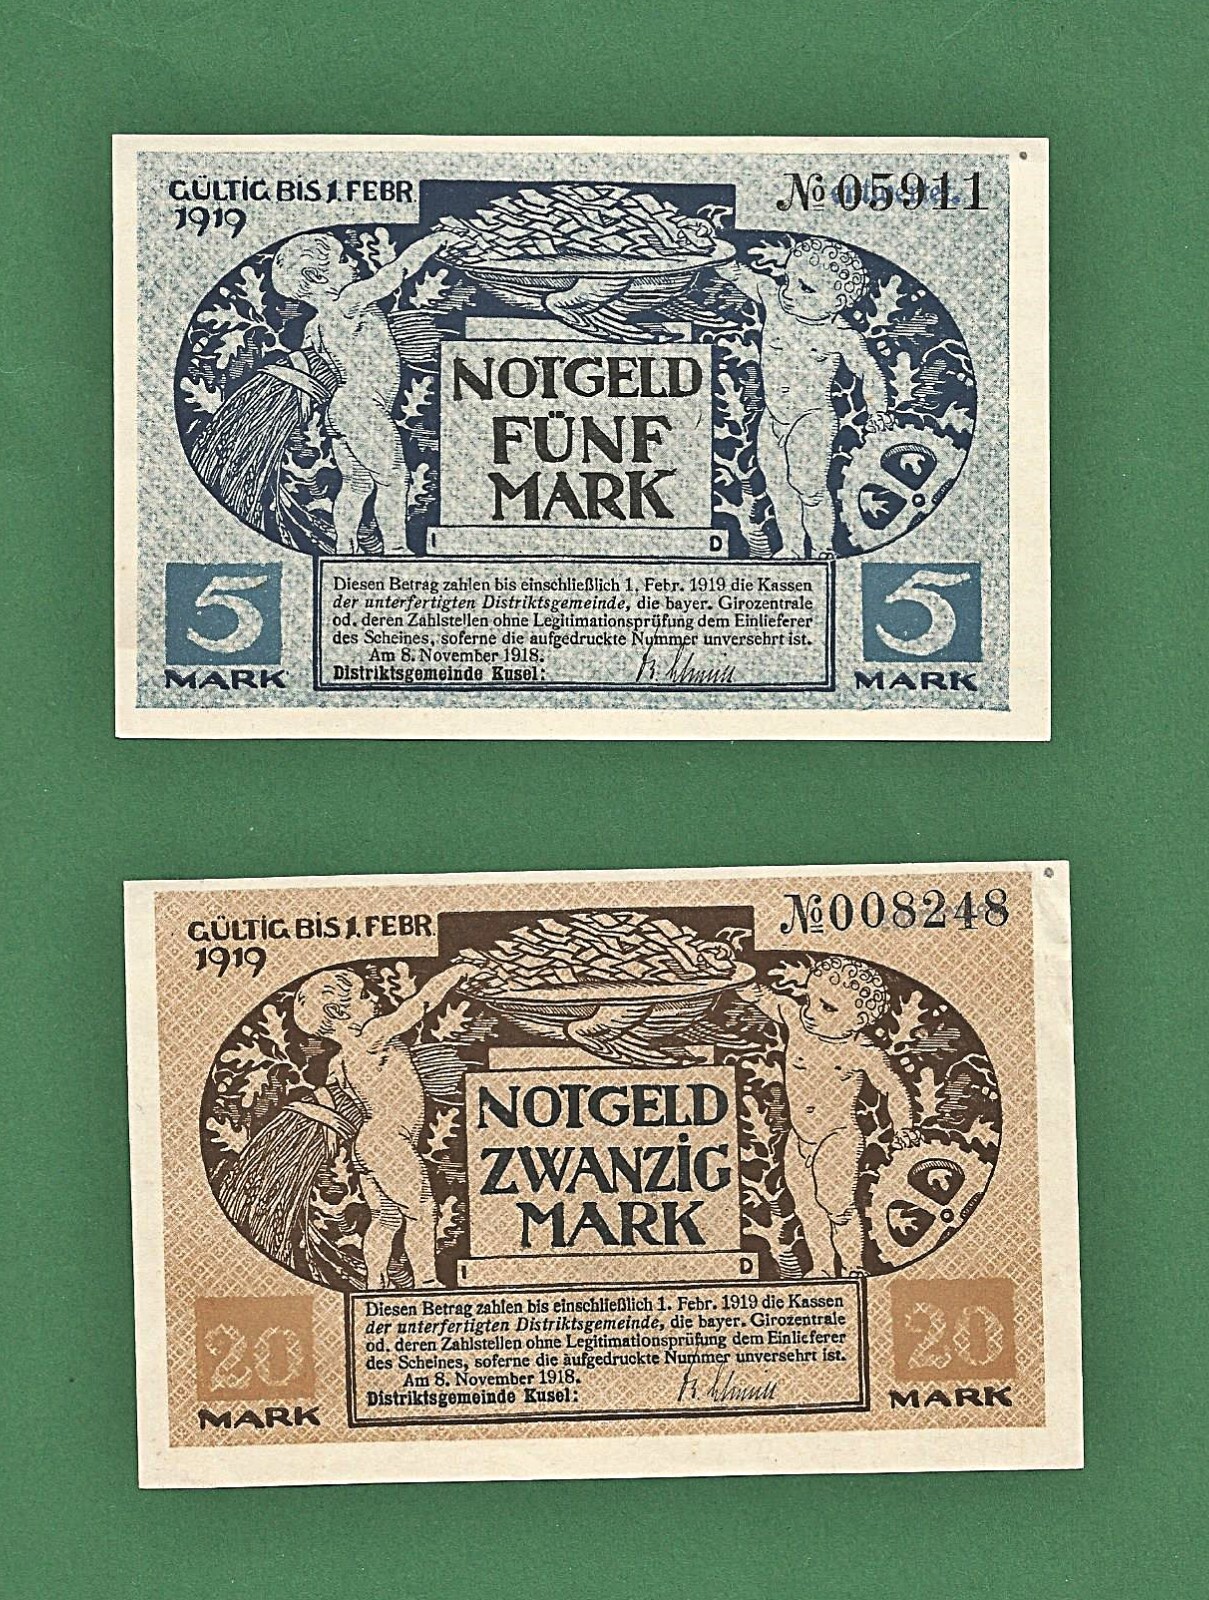 GÜLTIG BIS 1. FEBR.
1919
№ 05911
NOTGELD
FÜNF
MARK
I D
5
MARK
5
MARK
Diesen Betrag zahlen bis einschließlich 1. Febr. 1919 die Kassen
der unterfertigten Distriktsgemeinde, die bayer. Girozentrale
od. deren Zahlstellen ohne Legitimationsprüfung dem Einlieferer
des Scheines, soferne die aufgedruckte Nummer unversehrt ist.
Am 8. November 1918.
Distriktsgemeinde Kusel:
GÜLTIG BIS 1. FEBR.
1919
№ 008248
NOTGELD
ZWANZIG
MARK
I D
20
MARK
20
MARK
Diesen Betrag zahlen bis einschließlich 1. Febr. 1919 die Kassen
der unterfertigten Distriktsgemeinde, die bayer. Girozentrale
od. deren Zahlstellen ohne Legitimationsprüfung dem Einlieferer
des Scheines, soferne die aufgedruckte Nummer unversehrt ist.
Am 8. November 1918.
Distriktsgemeinde Kusel: